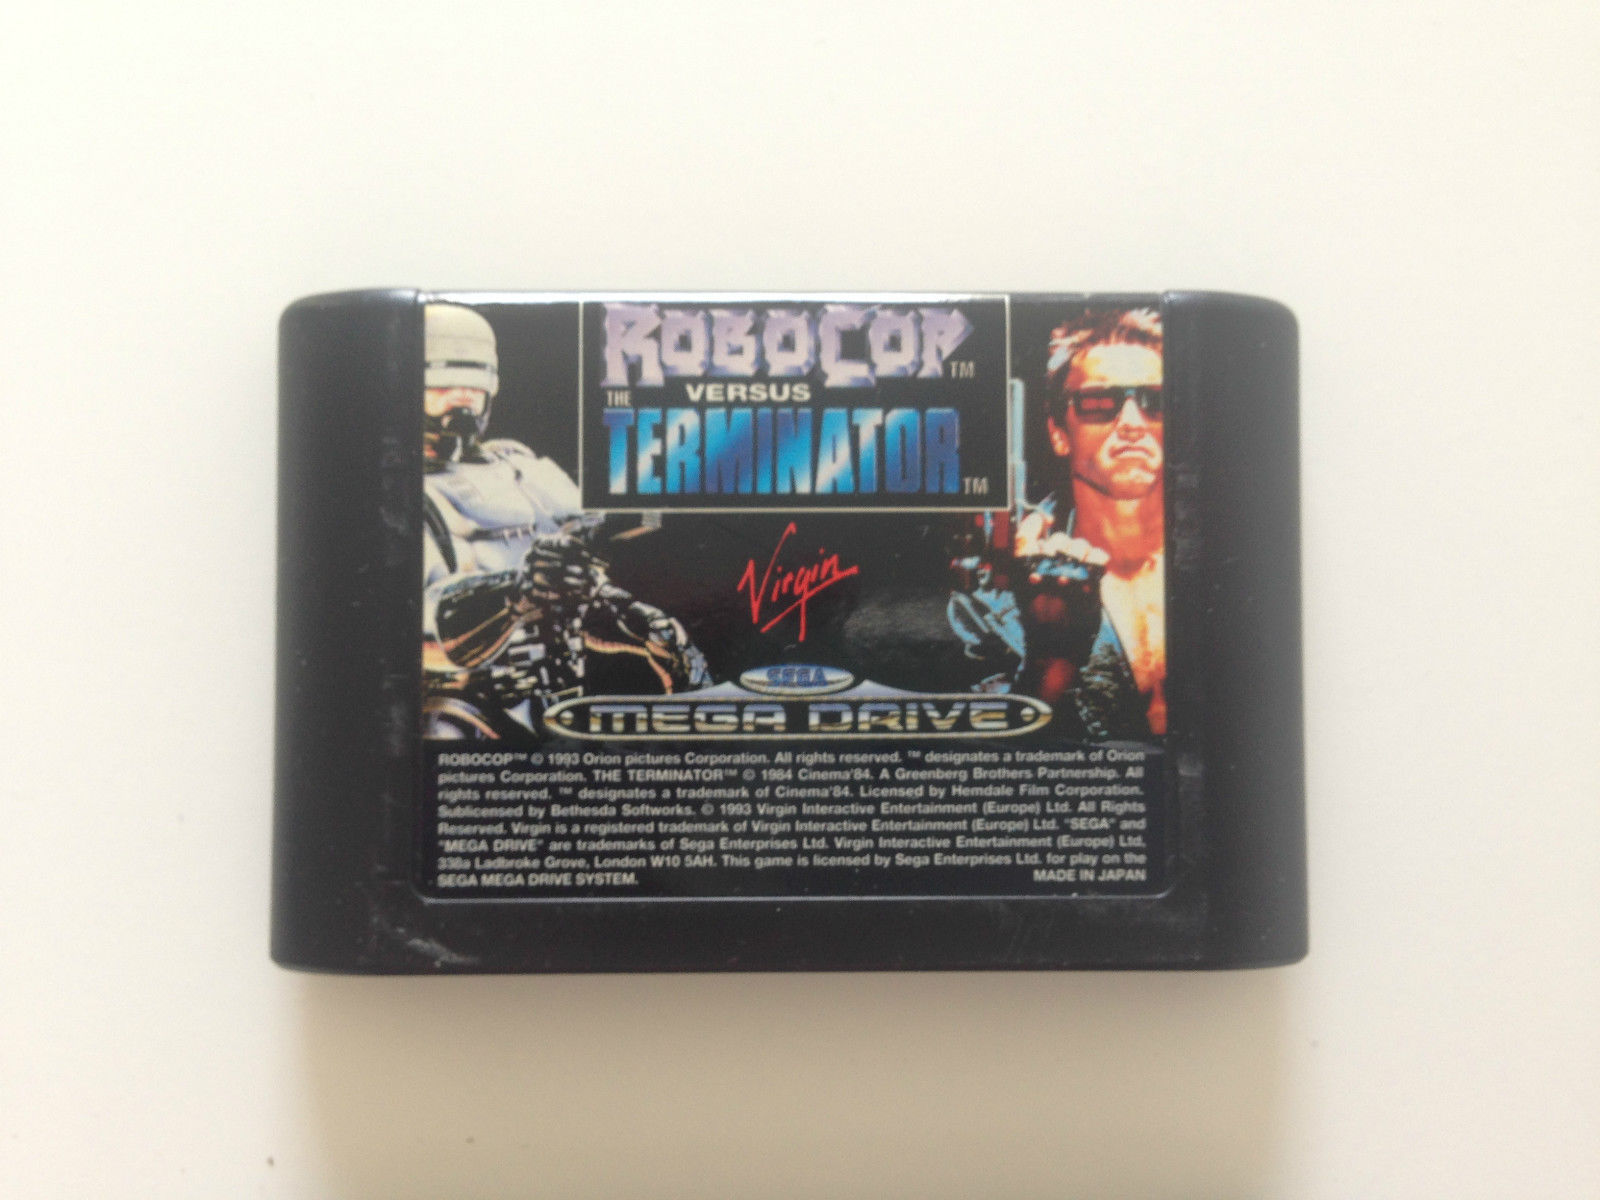 ROBOCOP™
VERSUS
THE
TERMINATOR™
Virgin
SEGA
MEGA DRIVE
ROBOCOP™ © 1993 Orion pictures Corporation. All rights reserved. ™ designates a trademark of Orion
pictures Corporation. THE TERMINATOR™ © 1984 Cinema'84. A Greenberg Brothers Partnership. All
rights reserved. ™ designates a trademark of Cinema'84. Licensed by Hemdale Film Corporation.
Sublicensed by Bethesda Softworks. © 1993 Virgin Interactive Entertainment (Europe) Ltd. All Rights
Reserved. Virgin is a registered trademark of Virgin Interactive Entertainment (Europe) Ltd. "SEGA" and
"MEGA DRIVE" are trademarks of Sega Enterprises Ltd. Virgin Interactive Entertainment (Europe) Ltd,
338a Ladbroke Grove, London W10 5AH. This game is licensed by Sega Enterprises Ltd. for play on the
SEGA MEGA DRIVE SYSTEM. MADE IN JAPAN